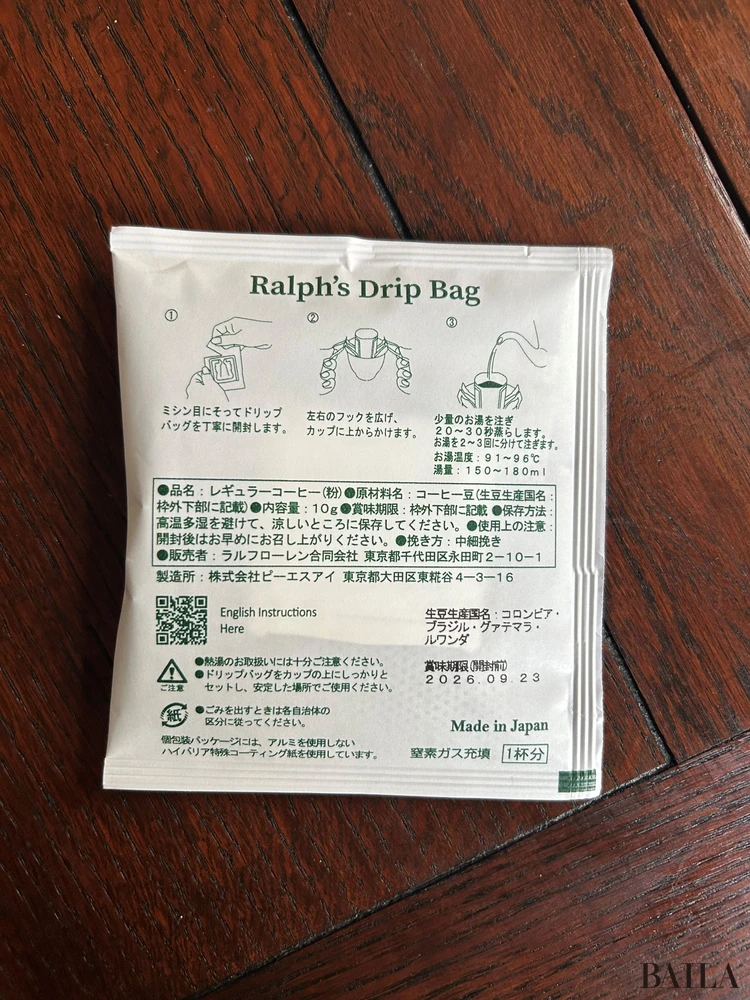 Ralph's Drip Bag
①
ミシン目にそってドリップ
バッグを丁寧に開封します。
②
左右のフックを広げ、
カップに上からかけます。
③
少量のお湯を注ぎ
20〜30秒蒸らします。
お湯を2〜3回に分けて注ぎます。
お湯温度：91〜96℃
湯量：150〜180ml
●品名：レギュラーコーヒー(粉)●原材料名：コーヒー豆(生豆生産国名：
枠外下部に記載)●内容量：10g●賞味期限：枠外下部に記載 ●保存方法：
高温多湿を避けて、涼しいところに保存してください。●使用上の注意：
開封後はお早めにお召し上がりください。●挽き方：中細挽き
●販売者：ラルフローレン合同会社 東京都千代田区永田町2-10-1
製造所：株式会社ピーエスアイ 東京都大田区東糀谷4-3-16
English Instructions
Here
生豆生産国名：コロンビア・
ブラジル・グァテマラ・
ルワンダ
賞味期限(開封前)
2026.09.23
ご注意
●熱湯のお取扱いには十分ご注意ください。
●ドリップバッグをカップの上にしっかりと
セットし、安定した場所でご使用ください。
紙
●ごみを出すときは各自治体の
区分に従ってください。
個包装パッケージには、アルミを使用しない
ハイバリア特殊コーティング紙を使用しています。
Made in Japan
窒素ガス充填 1杯分
BAILA